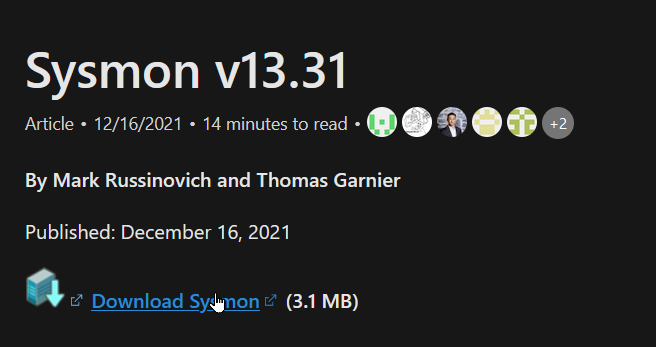 Sysmon v13.31
Article • 12/16/2021 • 14 minutes to read • +2
By Mark Russinovich and Thomas Garnier
Published: December 16, 2021
Download Sysmon (3.1 MB)